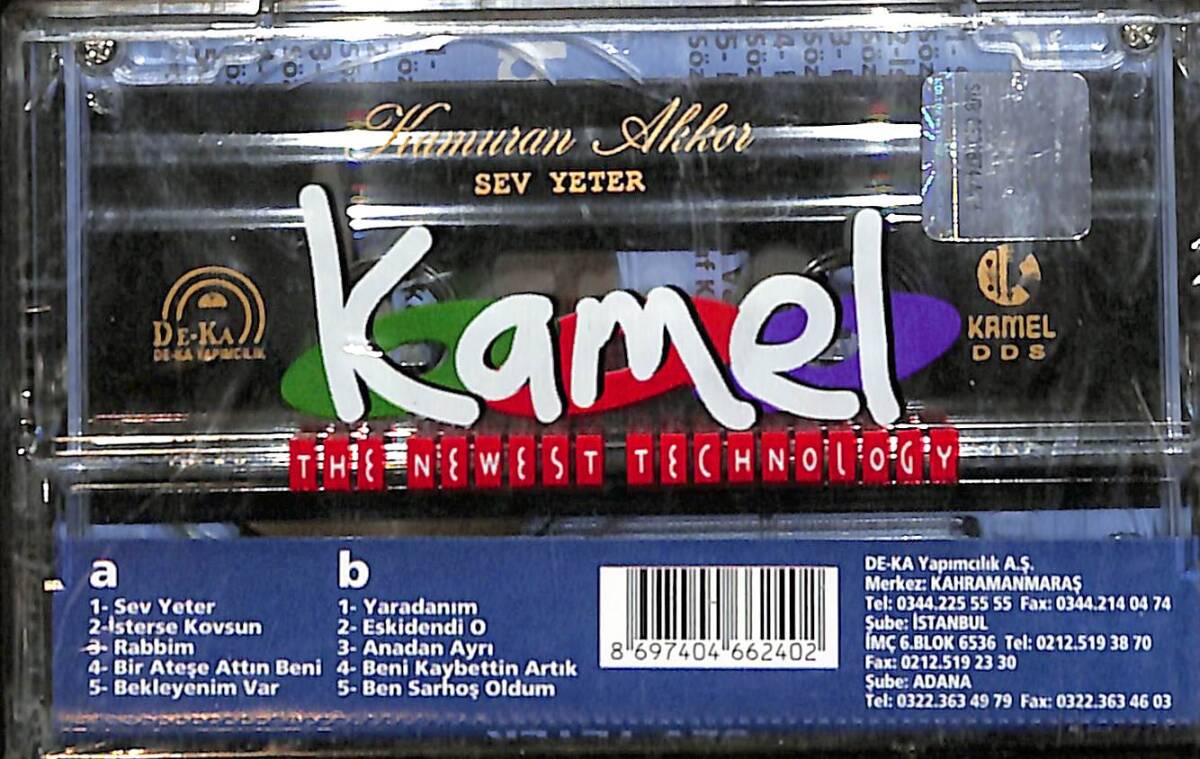 Kamuran Akkor
SEV YETER
DE-KA
DE-KA YAPIMCILIK
Kamel
KAMEL
DDS
THE NEWEST TECHNOLOGY
a
1- Sev Yeter
2-İsterse Kovsun
3- Rabbim
4- Bir Ateşe Attın Beni
5- Bekleyenim Var
b
1- Yaradanım
2- Eskidendi O
3- Anadan Ayrı
4- Beni Kaybettin Artık
5- Ben Sarhoş Oldum
8 697404 662402
DE-KA Yapımcılık A.Ş.
Merkez: KAHRAMANMARAŞ
Tel: 0344.225 55 55 Fax: 0344.214 04 74
Şube: İSTANBUL
İMÇ 6.BLOK 6536 Tel: 0212.519 38 70
Fax: 0212.519 23 30
Şube: ADANA
Tel: 0322.363 49 79 Fax: 0322.363 46 03